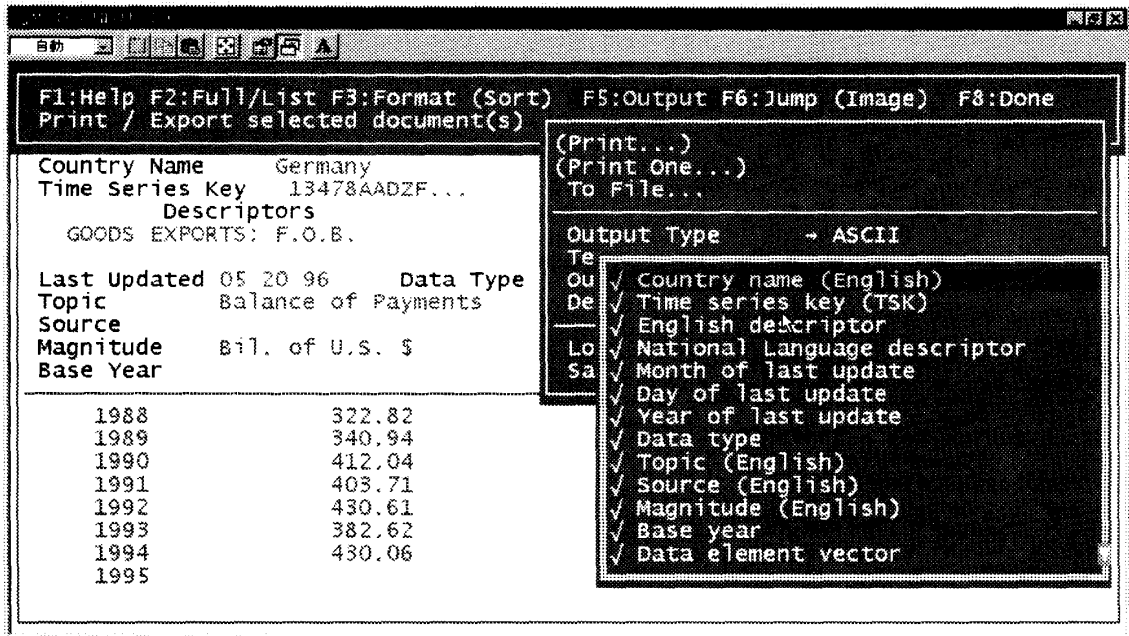 自動 A
F1:Help F2:Full/List F3:Format (Sort) F5:Output F6:Jump (Image) F8:Done
Print / Export selected document(s)
(Print...)
(Print One...)
To File...
Output Type → ASCII
Te
Ou
De
Lo
Sa
Country Name Germany
Time Series Key 13478AADZF...
Descriptors
GOODS EXPORTS: F.O.B.
Last Updated 05 20 96 Data Type
Topic Balance of Payments
Source
Magnitude Bil. of U.S. $
Base Year
1988 322.82
1989 340.94
1990 412.04
1991 403.71
1992 430.61
1993 382.62
1994 430.06
1995
√ Country name (English)
√ Time series key (TSK)
√ English descriptor
√ National Language descriptor
√ Month of last update
√ Day of last update
√ Year of last update
√ Data type
√ Topic (English)
√ Source (English)
√ Magnitude (English)
√ Base year
√ Data element vector